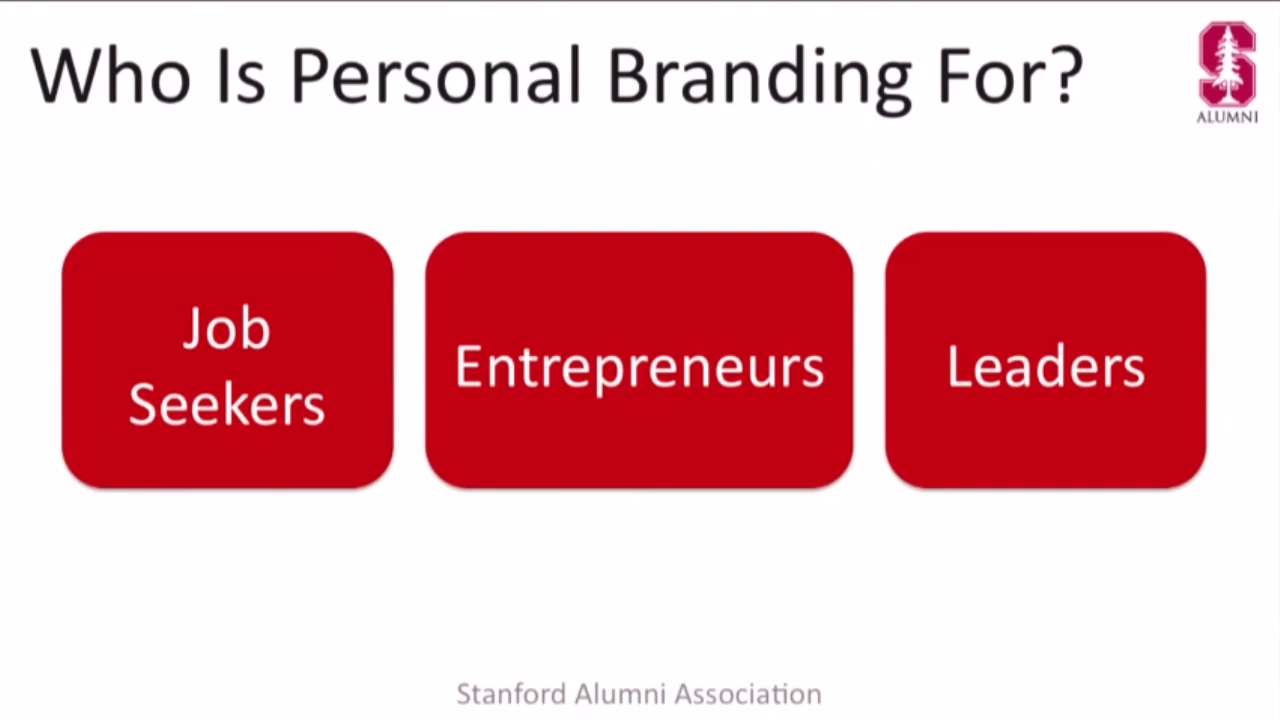 Who Is Personal Branding For?
ALUMNI
Job
Seekers
Entrepreneurs
Leaders
Stanford Alumni Association